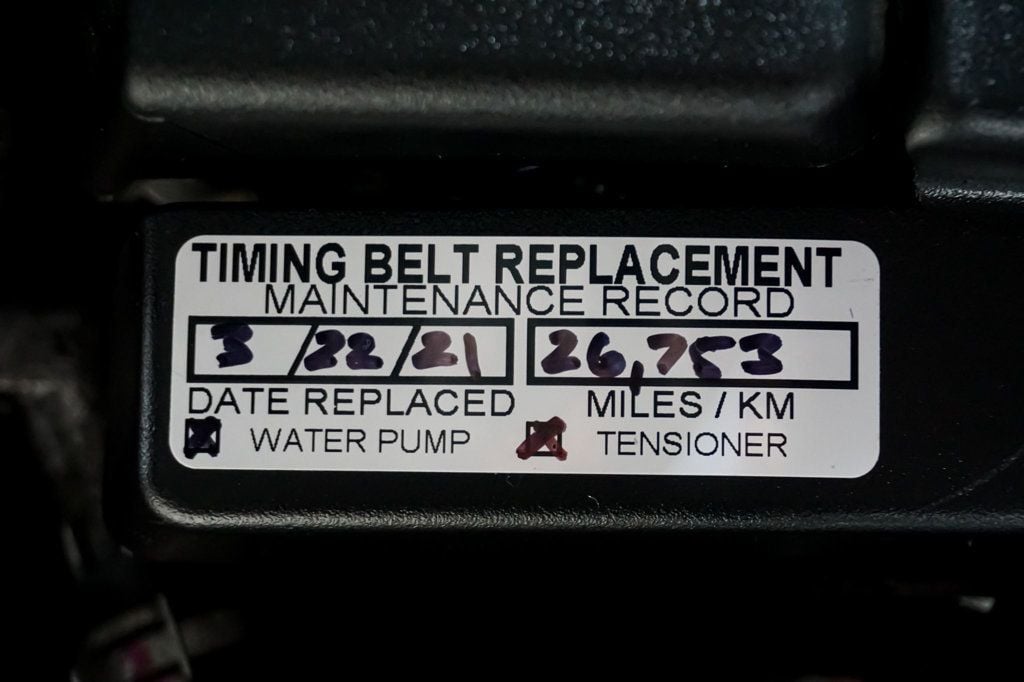 TIMING BELT REPLACEMENT
MAINTENANCE RECORD
3/22/21 26,753
DATE REPLACED MILES / KM
WATER PUMP TENSIONER